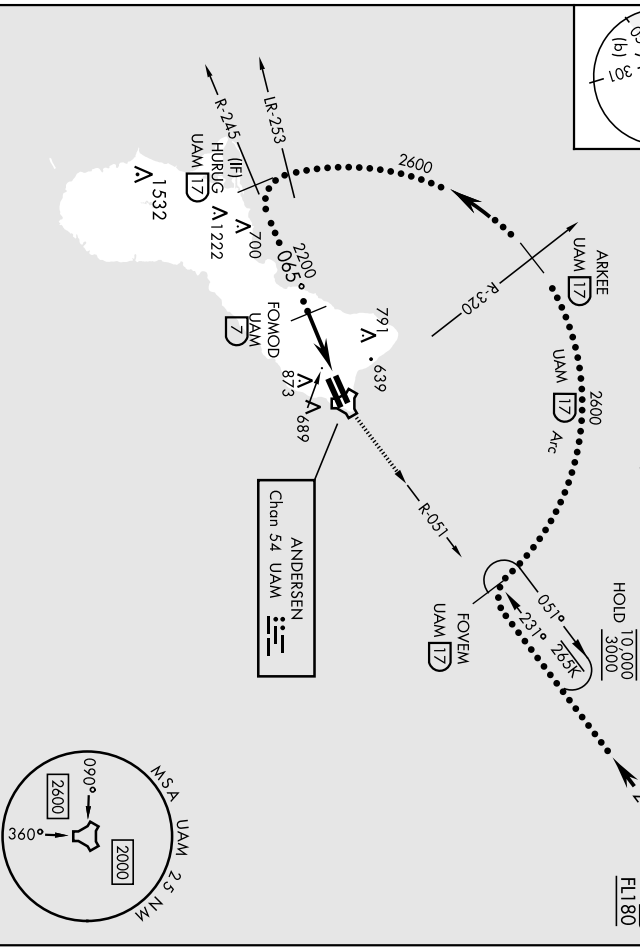 (b)
301
HOLD 10,000
3000
FL180
2600
LR-253
R-245
(IF)
HURUG
UAM 17
1532
1222
700
2200
065°
FOMOD
UAM
7
791
639
873
689
ARKEE
UAM 17
R-320
UAM 17 Arc
2600
R-051
FOVEM
UAM 17
051°
231°
265K
ANDERSEN
Chan 54 UAM
MSA UAM 25 NM
090°
2600
360°
2000